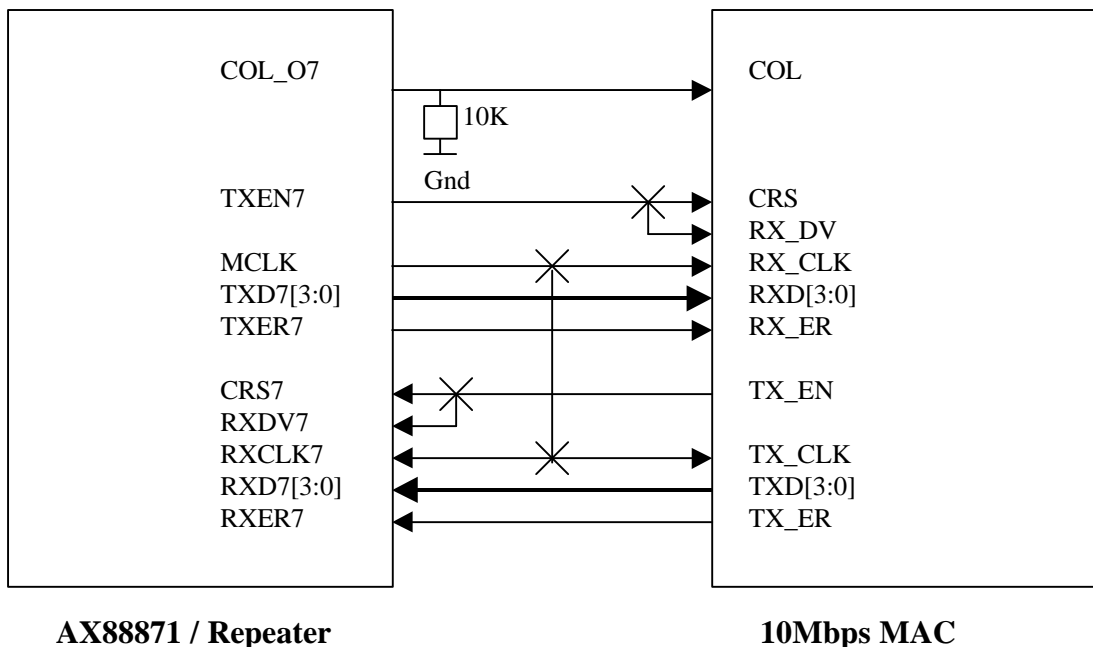 COL_O7 COL
10K
Gnd
TXEN7 CRS
RX_DV
MCLK RX_CLK
TXD7[3:0] RXD[3:0]
TXER7 RX_ER
CRS7 TX_EN
RXDV7
RXCLK7 TX_CLK
RXD7[3:0] TXD[3:0]
RXER7 TX_ER
AX88871 / Repeater 10Mbps MAC